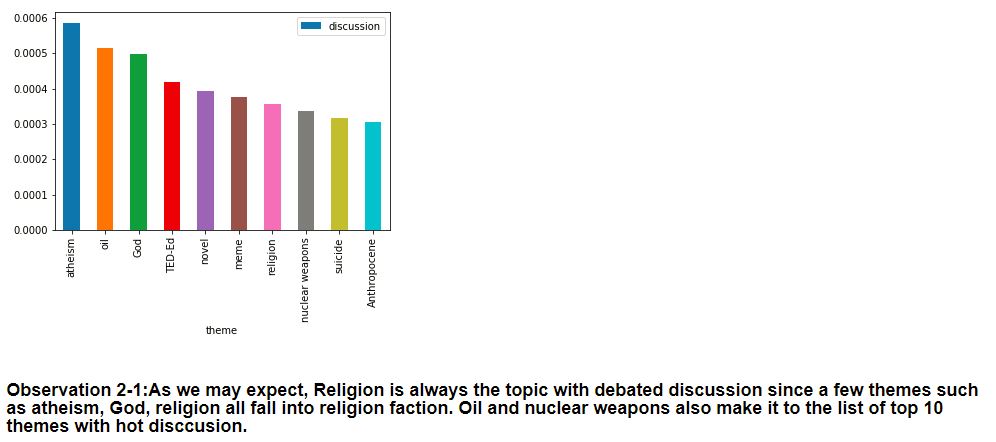 0.0006
0.0005
0.0004
0.0003
0.0002
0.0001
0.0000
discussion
atheism
oil
God
TED-Ed
novel
meme
religion
nuclear weapons
suicide
Anthropocene
theme
Observation 2-1:As we may expect, Religion is always the topic with debated discussion since a few themes such
as atheism, God, religion all fall into religion faction. Oil and nuclear weapons also make it to the list of top 10
themes with hot disccusion.